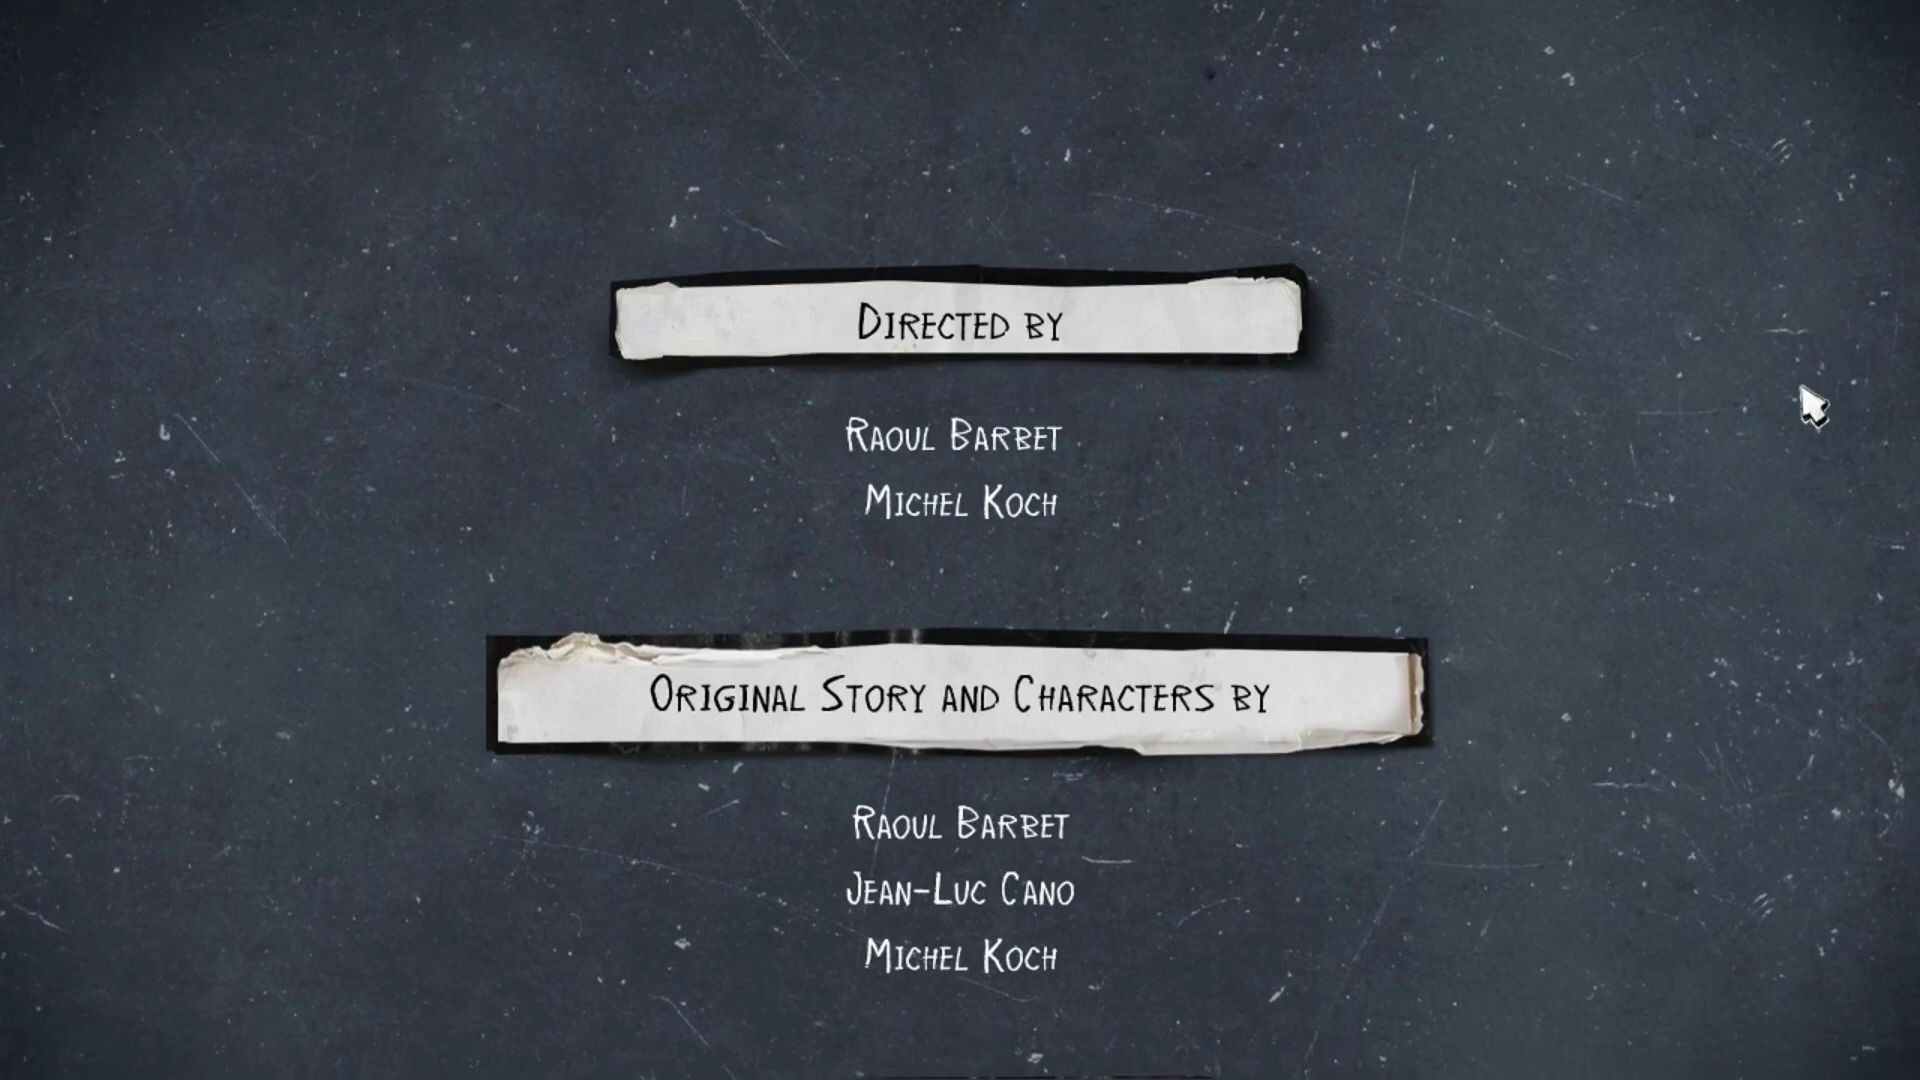 Directed by
Raoul Barbet
Michel Koch
Original Story and Characters by
Raoul Barbet
Jean-Luc Cano
Michel Koch